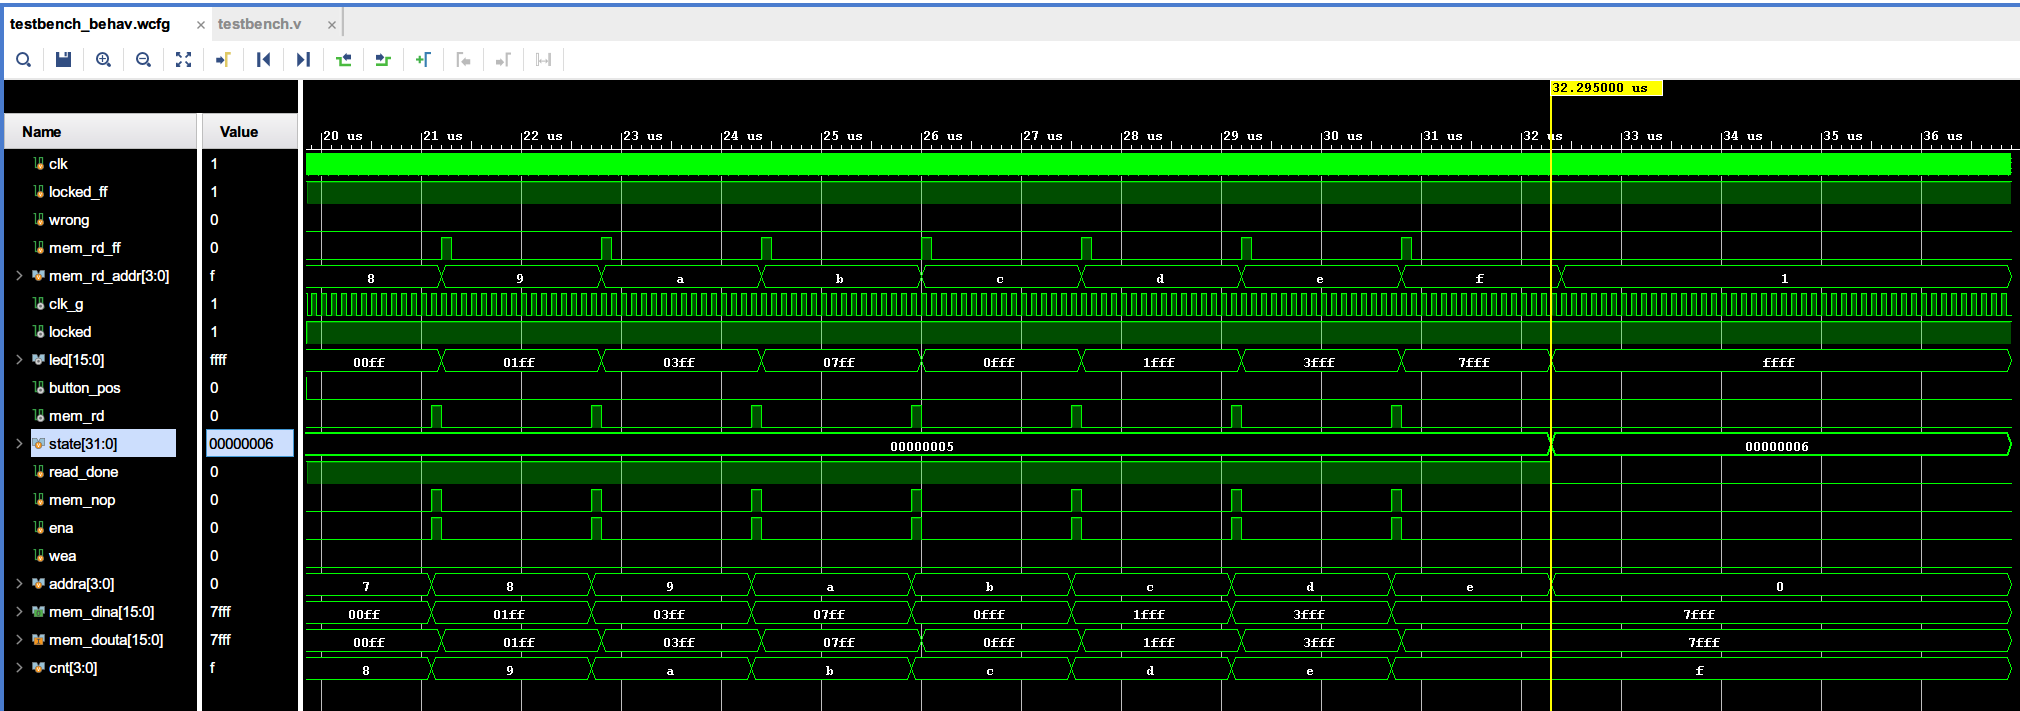 testbench_behav.wcfg × testbench.v ×
32.295000 us
Name Value
20 us 21 us 22 us 23 us 24 us 25 us 26 us 27 us 28 us 29 us 30 us 31 us 32 us 33 us 34 us 35 us 36 us
clk 1
locked_ff 1
wrong 0
mem_rd_ff 0
mem_rd_addr[3:0] f 8 9 a b c d e f 1
clk_g 1
locked 1
led[15:0] ffff 00ff 01ff 03ff 07ff 0fff 1fff 3fff 7fff ffff
button_pos 0
mem_rd 0
state[31:0] 00000006 00000005 00000006
read_done 0
mem_nop 0
ena 0
wea 0
addra[3:0] 0 7 8 9 a b c d e 0
mem_dina[15:0] 7fff 00ff 01ff 03ff 07ff 0fff 1fff 3fff 7fff
mem_douta[15:0] 7fff 00ff 01ff 03ff 07ff 0fff 1fff 3fff 7fff
cnt[3:0] f 8 9 a b c d e f